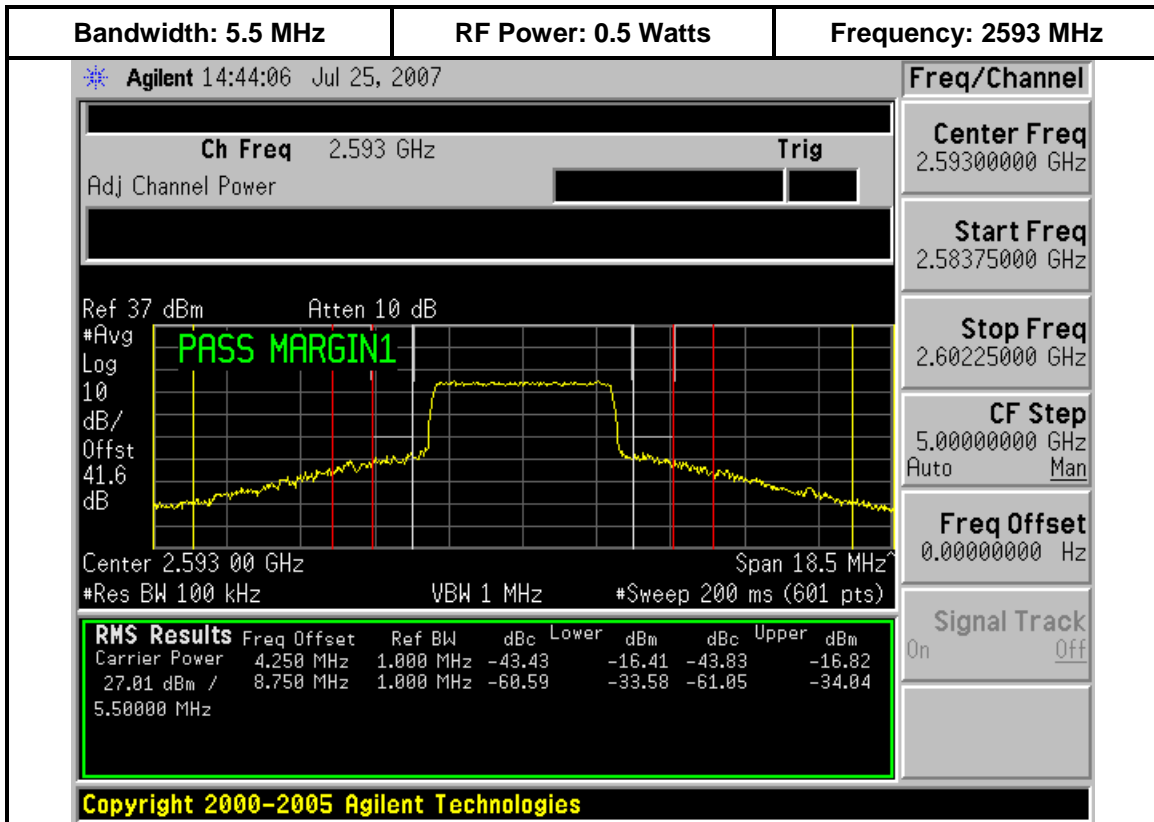 Bandwidth: 5.5 MHz RF Power: 0.5 Watts Frequency: 2593 MHz
Agilent 14:44:06 Jul 25, 2007
Freq/Channel
Ch Freq 2.593 GHz Trig
Adj Channel Power
Center Freq
2.59300000 GHz
Start Freq
2.58375000 GHz
Stop Freq
2.60225000 GHz
CF Step
5.00000000 GHz
Auto Man
Freq Offset
0.00000000 Hz
Signal Track
On Off
Ref 37 dBm Atten 10 dB
#Avg
Log
10
dB/
Offst
41.6
dB
PASS MARGIN1
Center 2.593 00 GHz Span 18.5 MHz^
#Res BW 100 kHz VBW 1 MHz #Sweep 200 ms (601 pts)
RMS Results Freq Offset Ref BW dBc Lower dBm dBc Upper dBm
Carrier Power 4.250 MHz 1.000 MHz -43.43 -16.41 -43.83 -16.82
27.01 dBm / 8.750 MHz 1.000 MHz -60.59 -33.58 -61.05 -34.04
5.50000 MHz
Copyright 2000-2005 Agilent Technologies